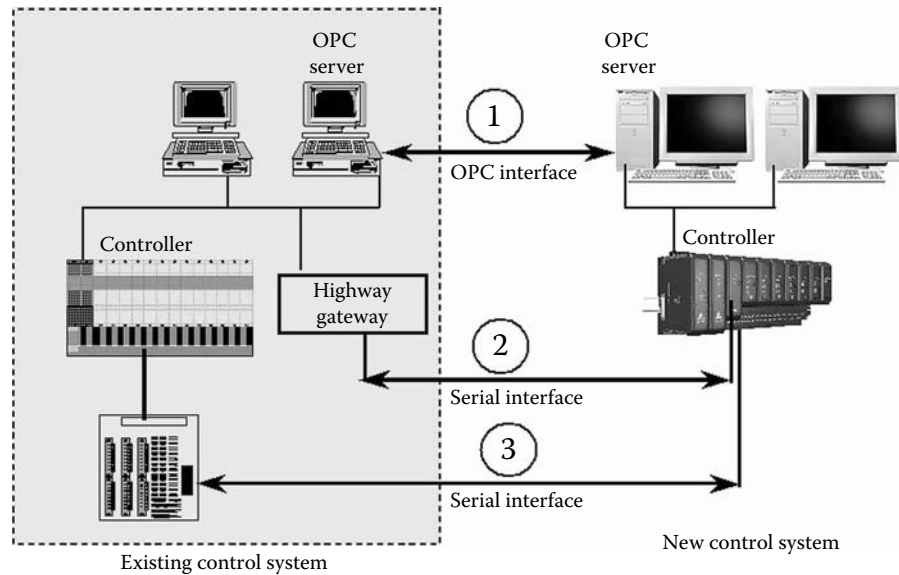 OPC
server
OPC
server
1
OPC interface
Controller
Controller
Highway
gateway
2
Serial interface
3
Serial interface
Existing control system
New control system